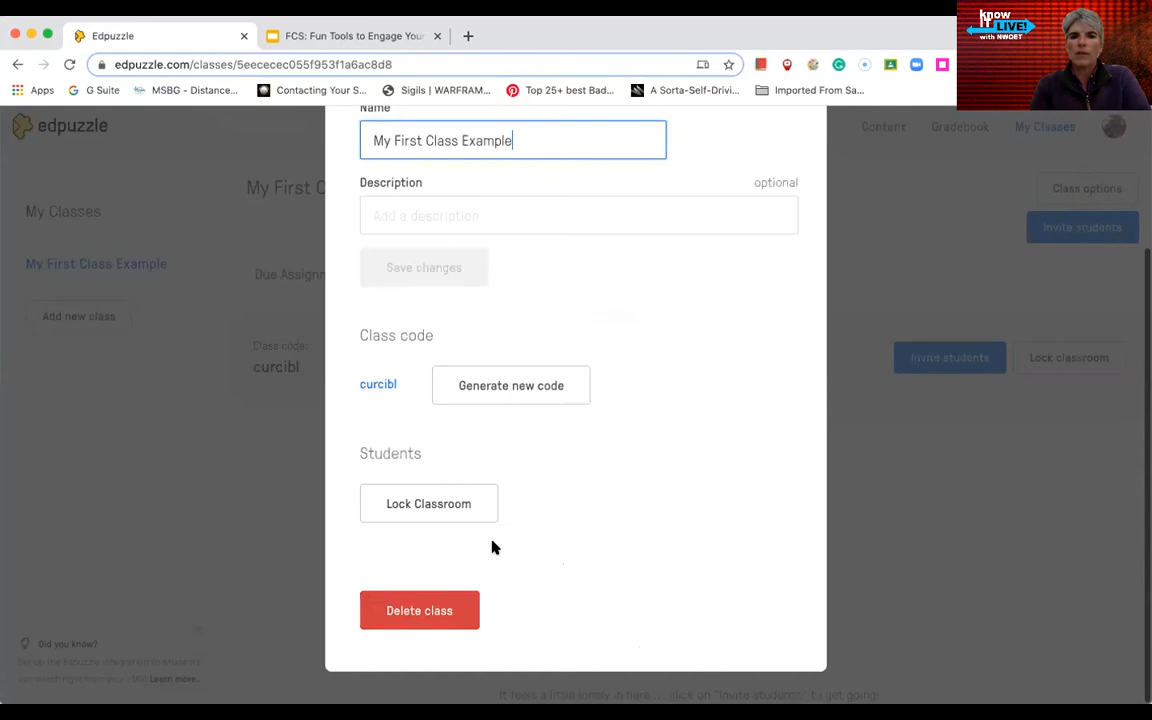 Edpuzzle
FCS: Fun Tools to Engage Your
know
IT LIVE!
with NWOET
edpuzzle.com/classes/5eececec055f953f1a6ac8d8
Apps
G Suite
MSBG - Distance...
Contacting Your S...
Sigils | WARFRAM...
Top 25+ best Bad...
A Sorta-Self-Drivi...
Imported From Sa...
edpuzzle
Content
Gradebook
My Classes
Name
My First Class Example
My First C
Class options
My Classes
Description
optional
Add a description
Invite students
My First Class Example
Due Assignm
Save changes
Add new class
Class code
Class code:
curcibl
curcibl
Generate new code
Invite students
Lock classroom
Students
Lock Classroom
Delete class
Did you know?
Learn more.
It feels a little lonely in here ... click on "Invite students" to get going!